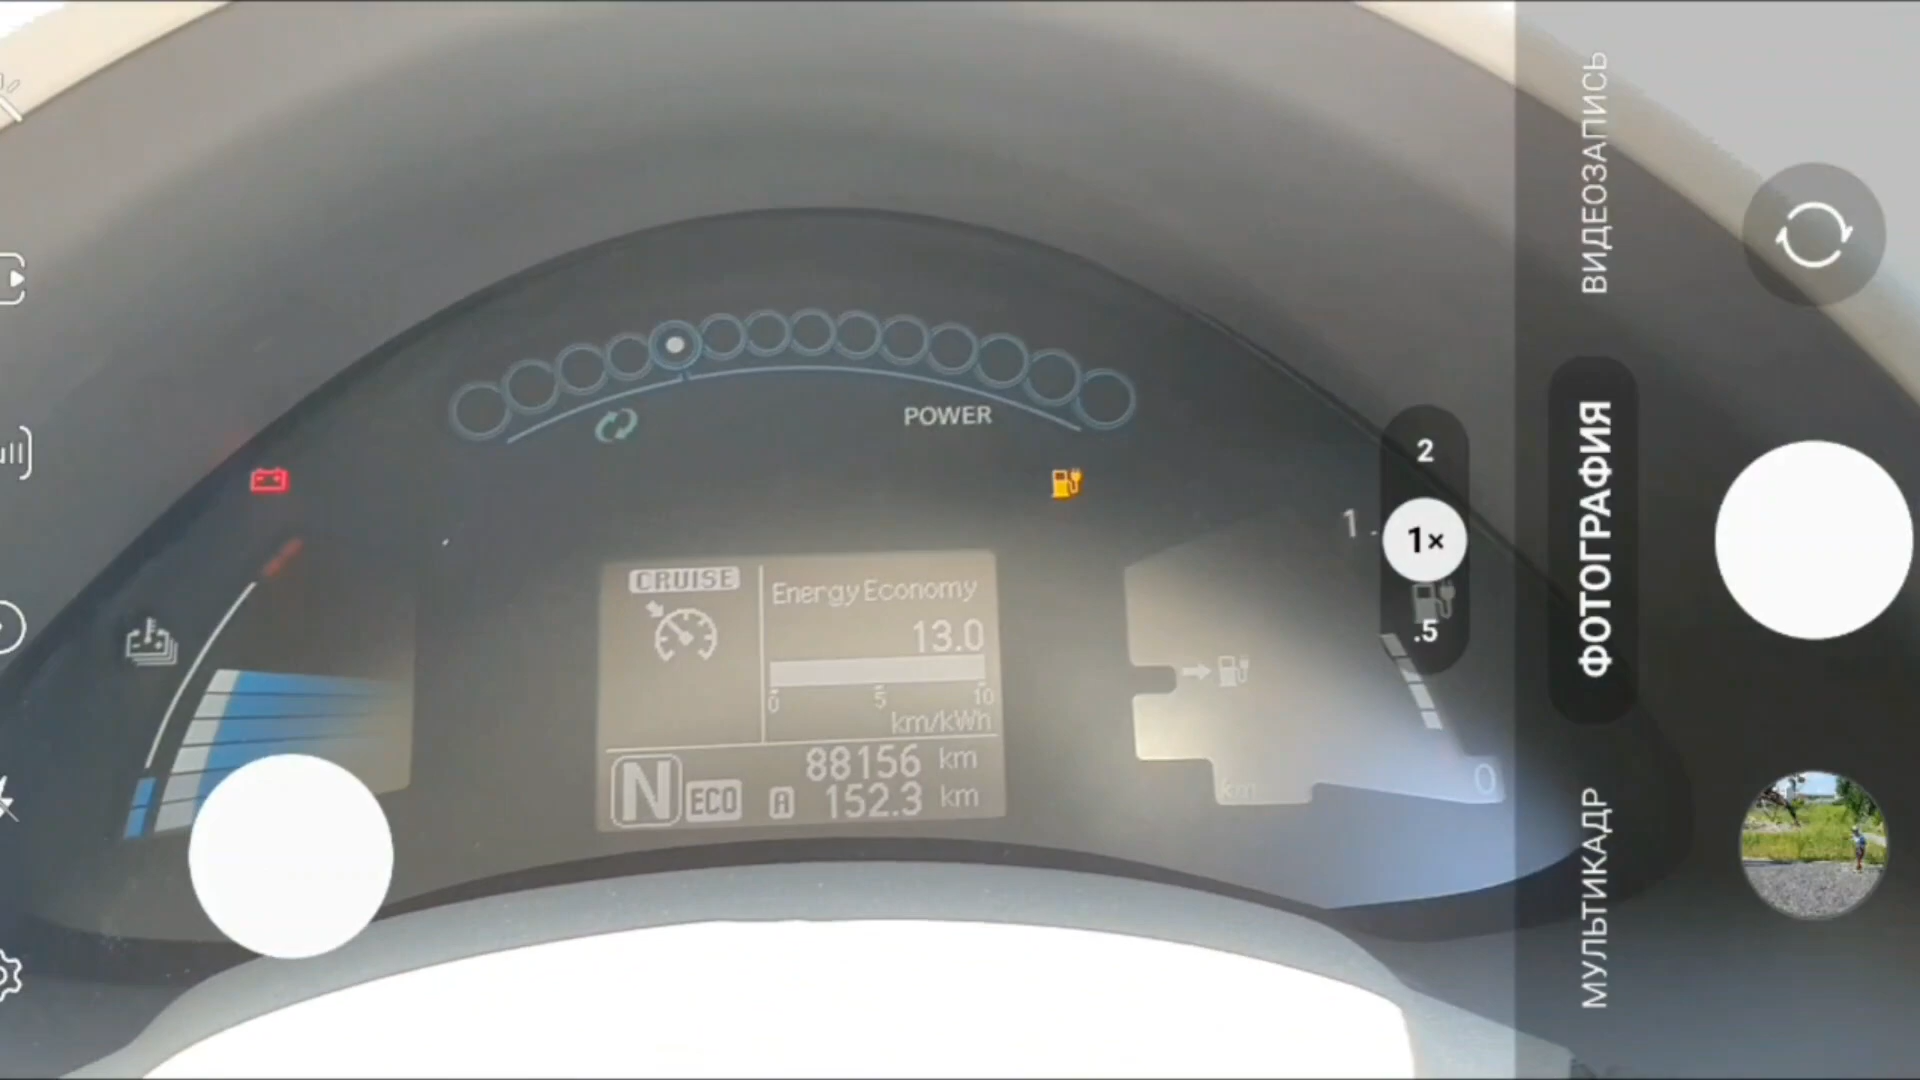 POWER
CRUISE
Energy Economy
13.0
0 5 10
km/kWh
88156 km
N ECO A 152.3 km
1
0
km
2
1×
.5
ВИДЕОЗАПИСЬ
ФОТОГРАФИЯ
МУЛЬТИКАДР